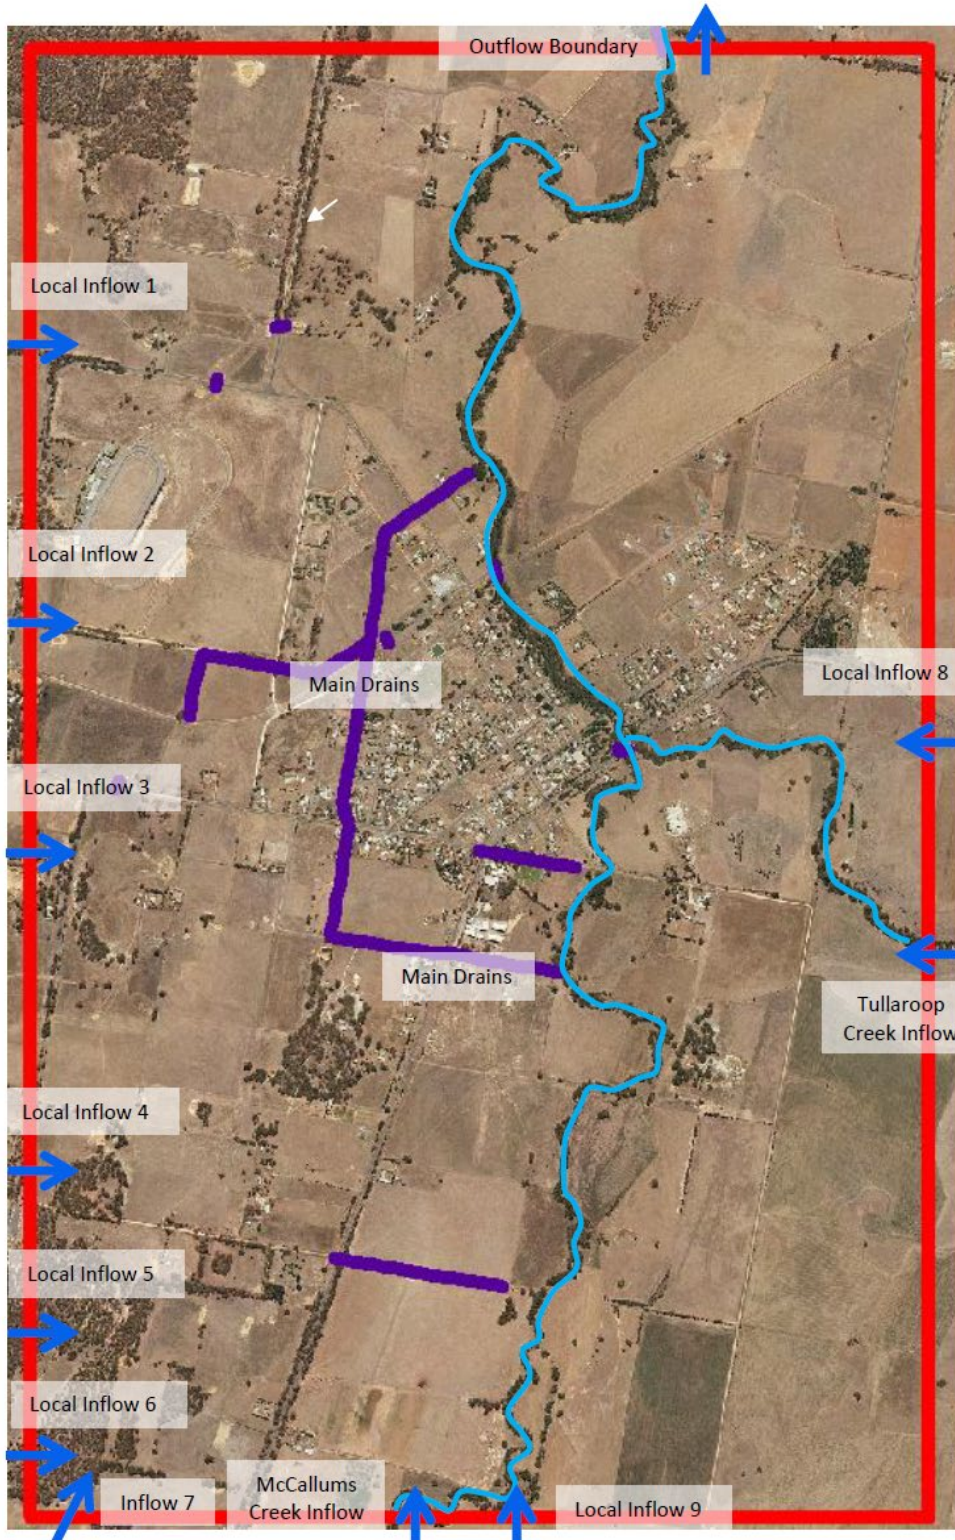 Outflow Boundary
Local Inflow 1
Local Inflow 2
Local Inflow 8
Main Drains
Local Inflow 3
Main Drains
Tullaroop
Creek Inflow
Local Inflow 4
Local Inflow 5
Local Inflow 6
Inflow 7
McCallums
Creek Inflow
Local Inflow 9